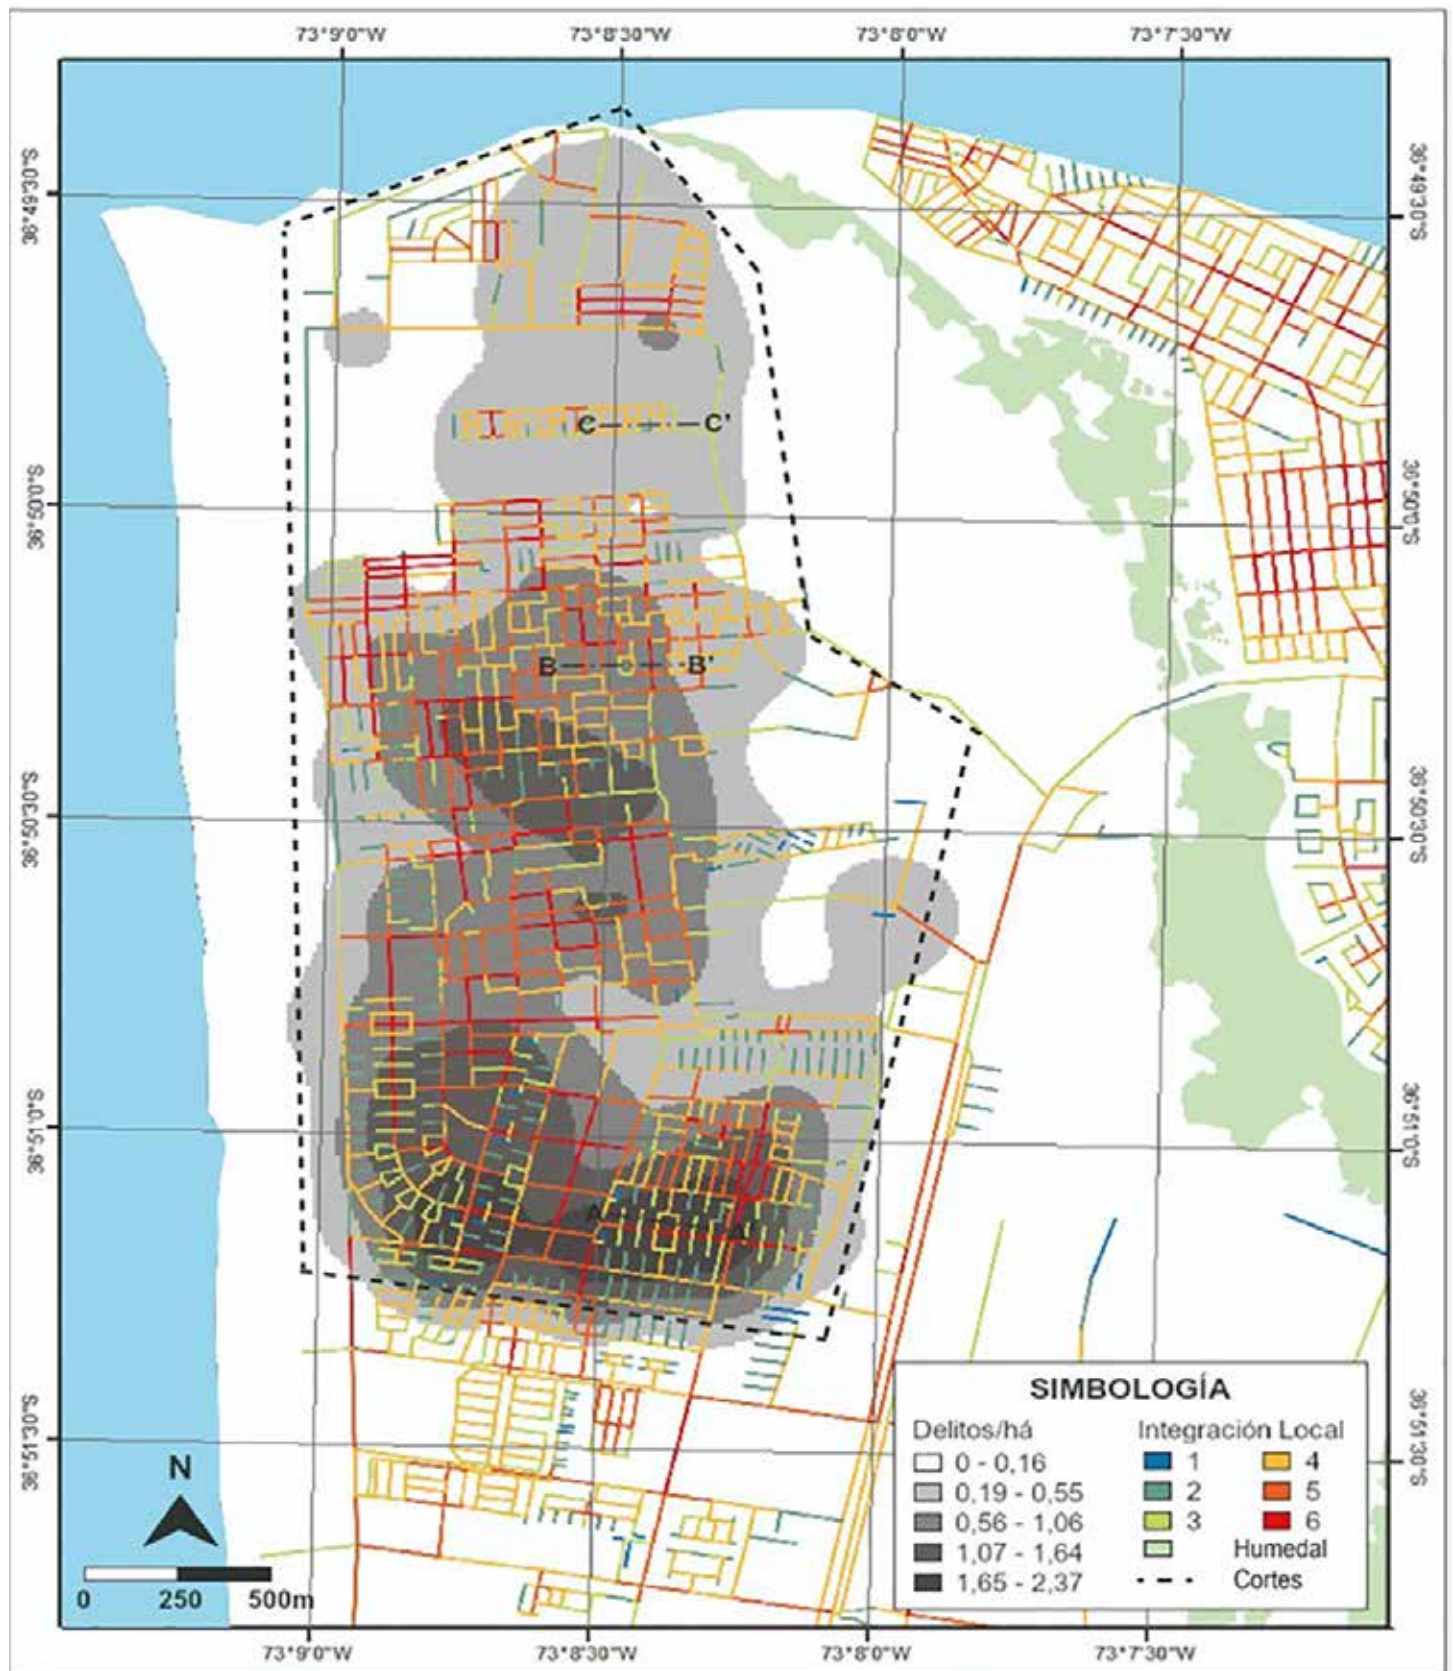 73°9'0"W 73°8'30"W 73°8'0"W 73°7'30"W
36°49'30"S 36°49'30"S
C C'
36°50'0"S 36°50'0"S
B B'
36°50'30"S 36°50'30"S
36°51'0"S 36°51'0"S
A A'
36°51'30"S 36°51'30"S
N
0 250 500m
SIMBOLOGÍA
Delitos/há
0 - 0,16
0,19 - 0,55
0,56 - 1,06
1,07 - 1,64
1,65 - 2,37
Integración Local
1 4
2 5
3 6
Humedal
Cortes
73°9'0"W 73°8'30"W 73°8'0"W 73°7'30"W